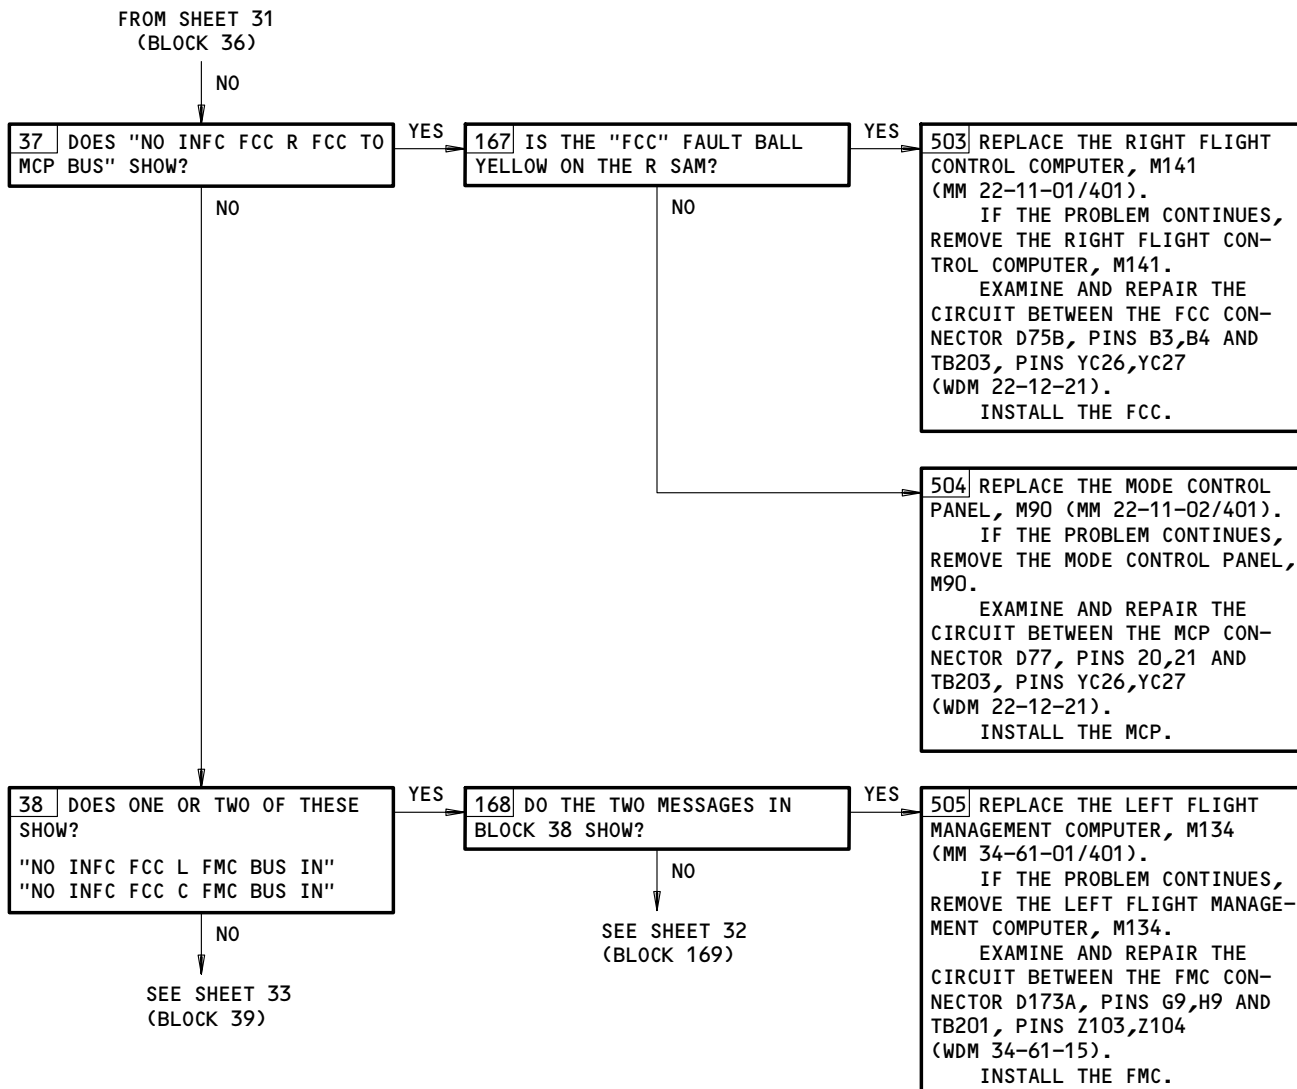 FROM SHEET 31
(BLOCK 36)
NO
37 DOES "NO INFC FCC R FCC TO
MCP BUS" SHOW?
YES
167 IS THE "FCC" FAULT BALL
YELLOW ON THE R SAM?
YES
503 REPLACE THE RIGHT FLIGHT
CONTROL COMPUTER, M141
(MM 22-11-01/401).
IF THE PROBLEM CONTINUES,
REMOVE THE RIGHT FLIGHT CON-
TROL COMPUTER, M141.
EXAMINE AND REPAIR THE
CIRCUIT BETWEEN THE FCC CON-
NECTOR D75B, PINS B3,B4 AND
TB203, PINS YC26,YC27
(WDM 22-12-21).
INSTALL THE FCC.
NO
NO
504 REPLACE THE MODE CONTROL
PANEL, M90 (MM 22-11-02/401).
IF THE PROBLEM CONTINUES,
REMOVE THE MODE CONTROL PANEL,
M90.
EXAMINE AND REPAIR THE
CIRCUIT BETWEEN THE MCP CON-
NECTOR D77, PINS 20,21 AND
TB203, PINS YC26,YC27
(WDM 22-12-21).
INSTALL THE MCP.
38 DOES ONE OR TWO OF THESE
SHOW?
"NO INFC FCC L FMC BUS IN"
"NO INFC FCC C FMC BUS IN"
YES
168 DO THE TWO MESSAGES IN
BLOCK 38 SHOW?
YES
505 REPLACE THE LEFT FLIGHT
MANAGEMENT COMPUTER, M134
(MM 34-61-01/401).
IF THE PROBLEM CONTINUES,
REMOVE THE LEFT FLIGHT MANAGE-
MENT COMPUTER, M134.
EXAMINE AND REPAIR THE
CIRCUIT BETWEEN THE FMC CON-
NECTOR D173A, PINS G9,H9 AND
TB201, PINS Z103,Z104
(WDM 34-61-15).
INSTALL THE FMC.
NO
SEE SHEET 32
(BLOCK 169)
NO
SEE SHEET 33
(BLOCK 39)